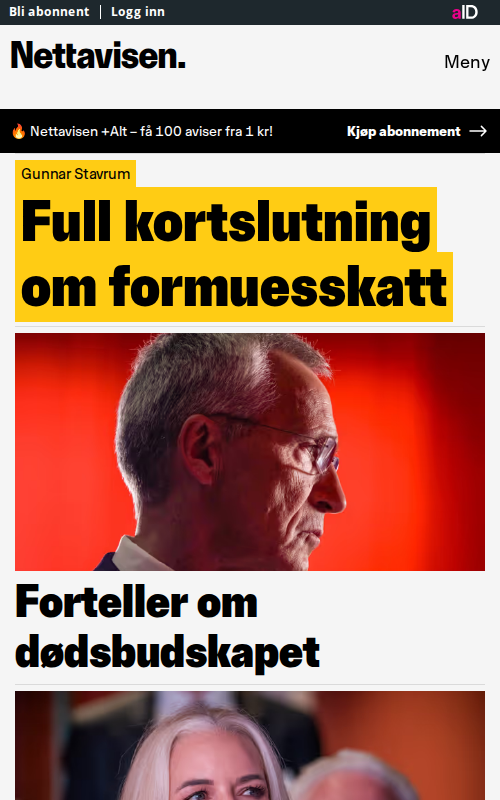 Bli abonnent | Logg inn
aID
Nettavisen.
Meny
🔥 Nettavisen +Alt – få 100 aviser fra 1 kr!
Kjøp abonnement →
Gunnar Stavrum
Full kortslutning
om formuesskatt
Forteller om
dødsbudskapet